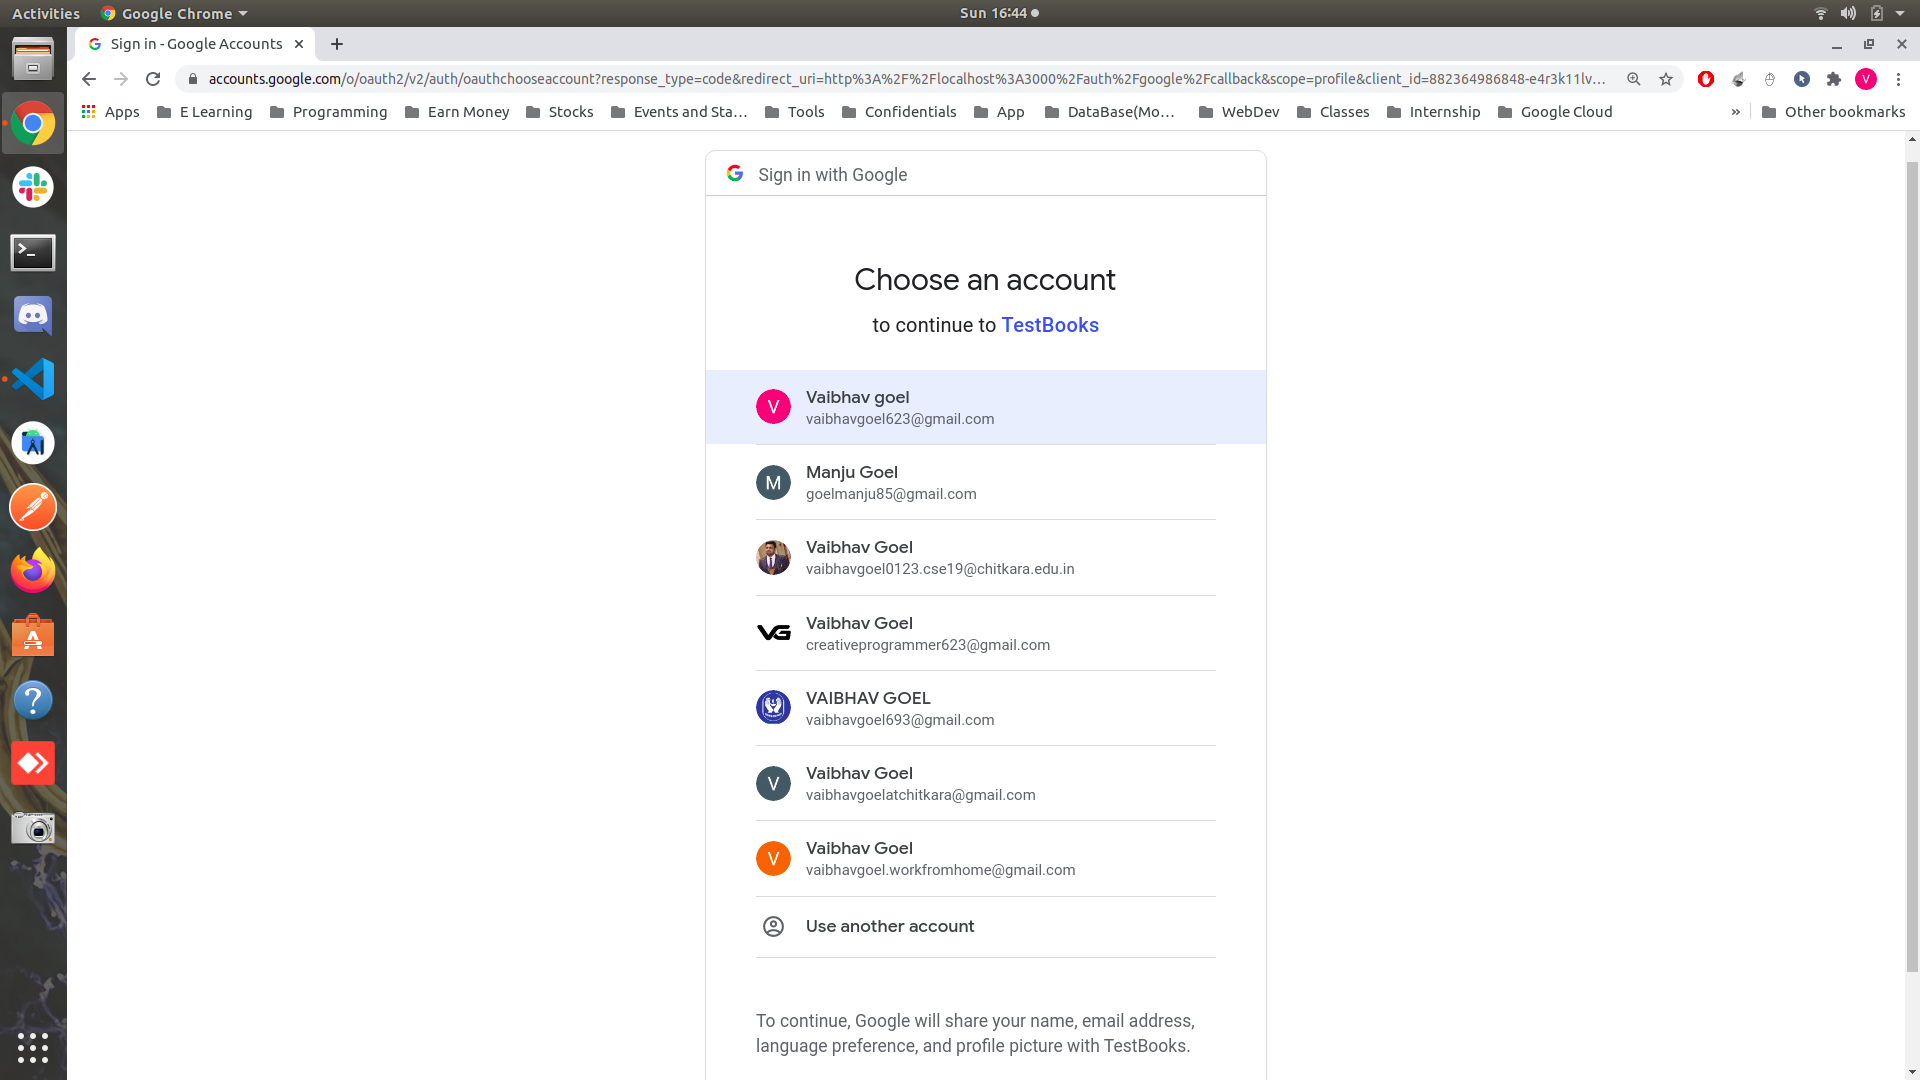 Activities
Google Chrome
Sun 16:44
Sign in - Google Accounts
accounts.google.com/o/oauth2/v2/auth/oauthchooseaccount?response_type=code&redirect_uri=http%3A%2F%2Flocalhost%3A3000%2Fauth%2Fgoogle%2Fcallback&scope=profile&client_id=882364986848-e4r3k11lv...
V
Apps
E Learning
Programming
Earn Money
Stocks
Events and Sta...
Tools
Confidentials
App
DataBase(Mo...
WebDev
Classes
Internship
Google Cloud
»
Other bookmarks
Sign in with Google
Choose an account
to continue to TestBooks
V
Vaibhav goel
vaibhavgoel623@gmail.com
M
Manju Goel
goelmanju85@gmail.com
Vaibhav Goel
vaibhavgoel0123.cse19@chitkara.edu.in
VG
Vaibhav Goel
creativeprogrammer623@gmail.com
VAIBHAV GOEL
vaibhavgoel693@gmail.com
V
Vaibhav Goel
vaibhavgoelatchitkara@gmail.com
V
Vaibhav Goel
vaibhavgoel.workfromhome@gmail.com
Use another account
To continue, Google will share your name, email address,
language preference, and profile picture with TestBooks.